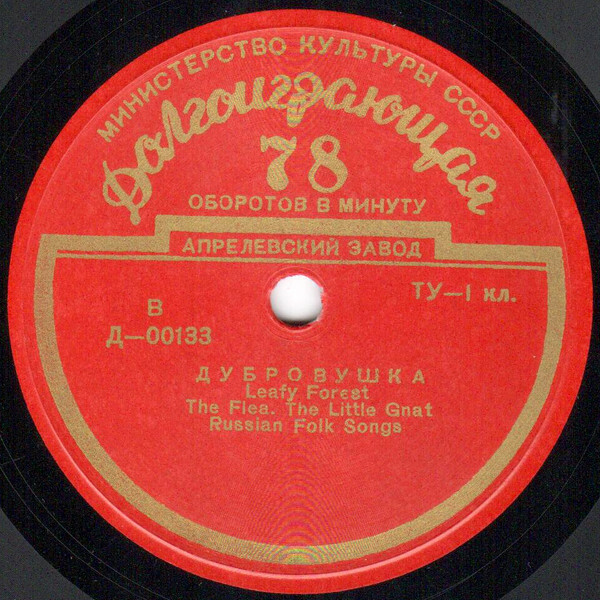 МИНИСТЕРСТВО КУЛЬТУРЫ СССР
Долгоиграющая
78
ОБОРОТОВ В МИНУТУ
АПРЕЛЕВСКИЙ ЗАВОД
В
Д—00133
ТУ—1 кл.
ДУБРОВУШКА
Leafy Forest
The Flea. The Little Gnat
Russian Folk Songs